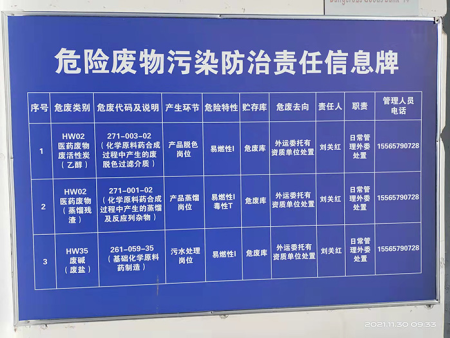 危险废物污染防治责任信息牌
序号 危废类别 危废代码及说明 产生环节 危险特性 贮存库 危废去向 责任人 职责 管理人员电话
1 HW02医药废物废活性炭（乙醇） 271-003-02（化学原料药合成过程中产生的废脱色过滤介质） 产品脱色岗位 易燃性I 危废库 外运委托有资质单位处置 刘关红 日常管理外委处置 15565790728
2 HW02医药废物（蒸馏残渣） 271-001-02（化学原料药合成过程中产生的蒸馏及反应列杂物） 产品蒸馏岗位 易燃性I毒性T 危废库 外运委托有资质单位处置 刘关红 日常管理外委处置 15565790728
3 HW35废碱（废盐） 261-059-35（基础化学原料药制造） 污水处理岗位 易燃性I 危废库 外运委托有资质单位处置 刘关红 日常管理外委处置 15565790728
2021.11.30 09:33